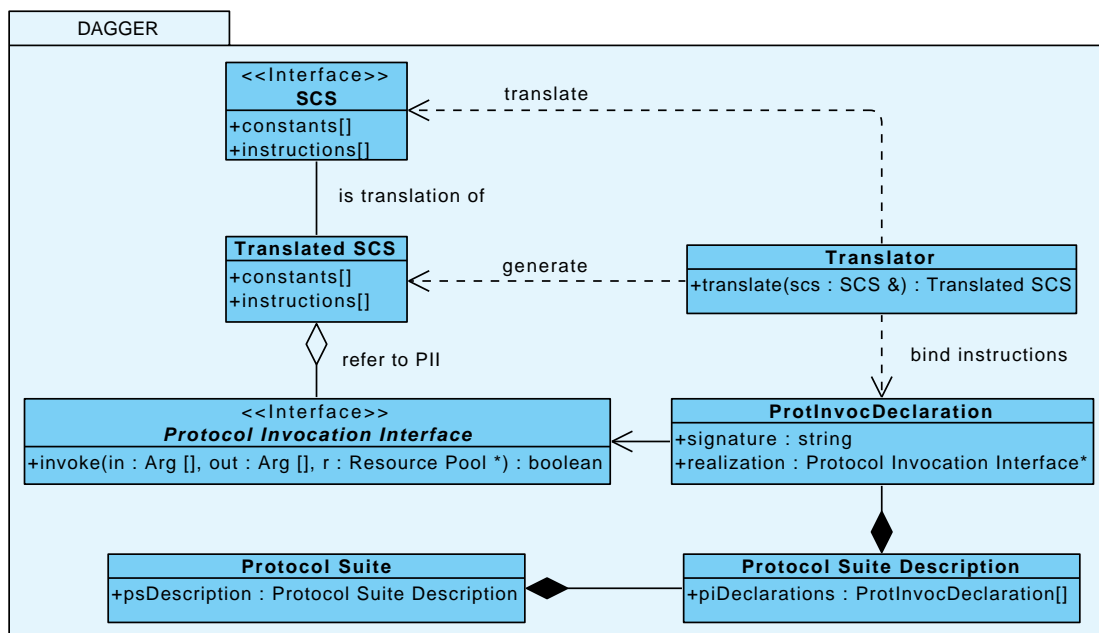 DAGGER
<<Interface>>
SCS
+constants[]
+instructions[]
translate
is translation of
Translated SCS
+constants[]
+instructions[]
generate
Translator
+translate(scs : SCS &) : Translated SCS
refer to PII
bind instructions
<<Interface>>
Protocol Invocation Interface
+invoke(in : Arg [], out : Arg [], r : Resource Pool *) : boolean
ProtInvocDeclaration
+signature : string
+realization : Protocol Invocation Interface*
Protocol Suite
+psDescription : Protocol Suite Description
Protocol Suite Description
+piDeclarations : ProtInvocDeclaration[]